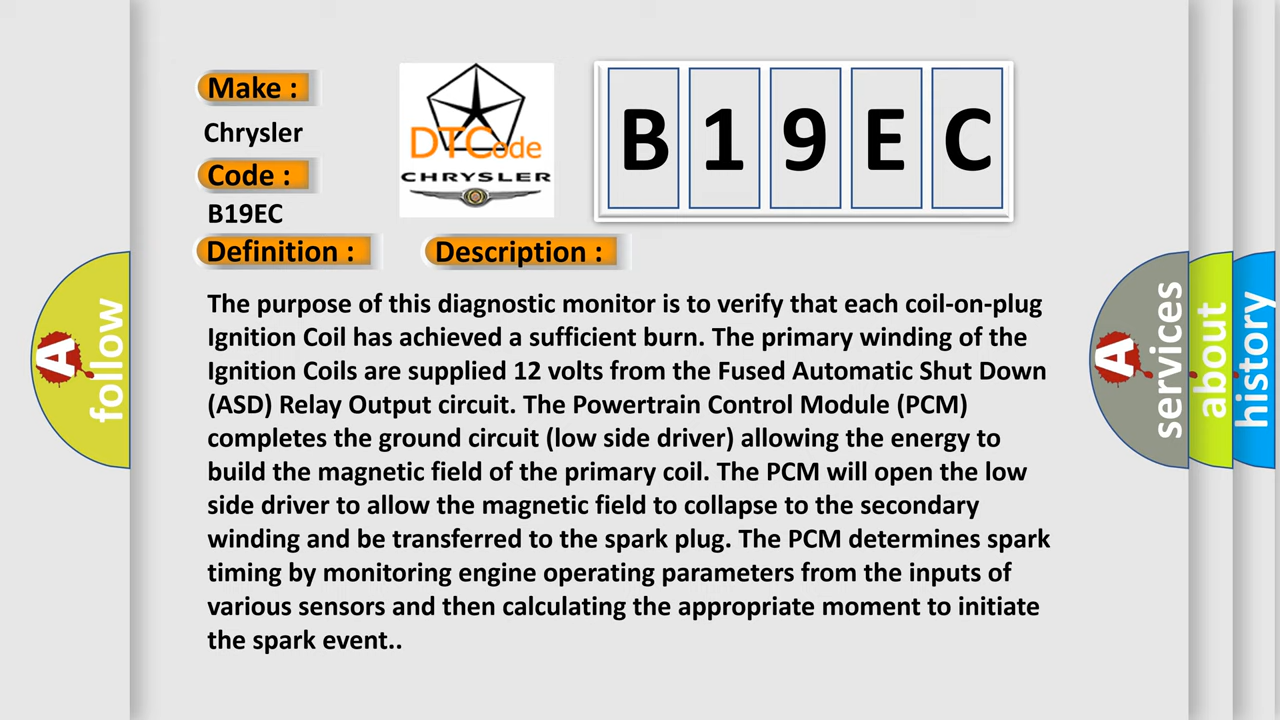 Make :
Chrysler
Code :
B19EC
Definition :
Description :
DTCode
CHRYSLER
B19EC
The purpose of this diagnostic monitor is to verify that each coil-on-plug
Ignition Coil has achieved a sufficient burn. The primary winding of the
Ignition Coils are supplied 12 volts from the Fused Automatic Shut Down
(ASD) Relay Output circuit. The Powertrain Control Module (PCM)
completes the ground circuit (low side driver) allowing the energy to
build the magnetic field of the primary coil. The PCM will open the low
side driver to allow the magnetic field to collapse to the secondary
winding and be transferred to the spark plug. The PCM determines spark
timing by monitoring engine operating parameters from the inputs of
various sensors and then calculating the appropriate moment to initiate
the spark event..
A
follow
A
services
about
history